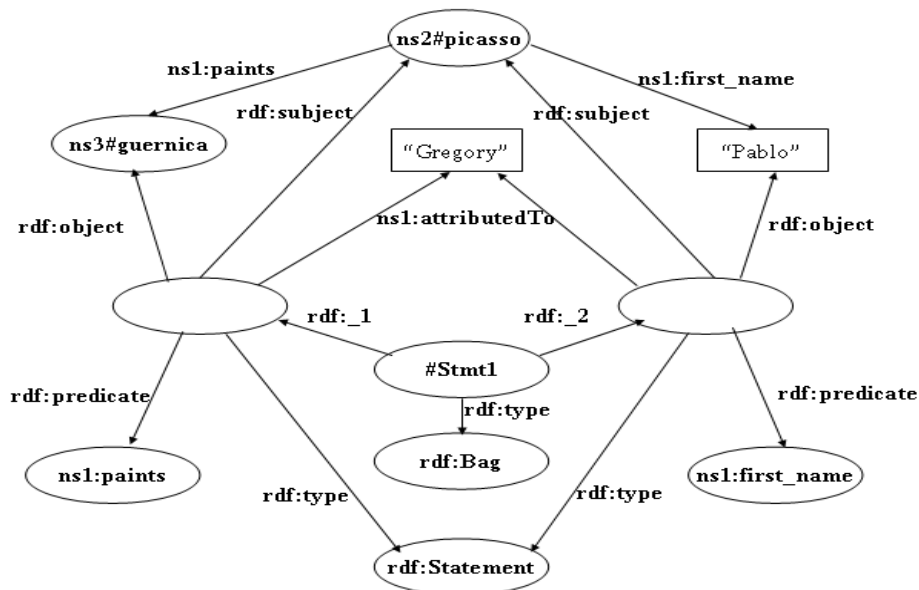 ns2#picasso
ns1:paints
ns1:first_name
rdf:subject
rdf:subject
ns3#guernica
“Gregory”
“Pablo”
ns1:attributedTo
rdf:object
rdf:object
rdf:_1
rdf:_2
#Stmt1
rdf:predicate
rdf:type
rdf:predicate
ns1:paints
rdf:Bag
ns1:first_name
rdf:type
rdf:type
rdf:Statement